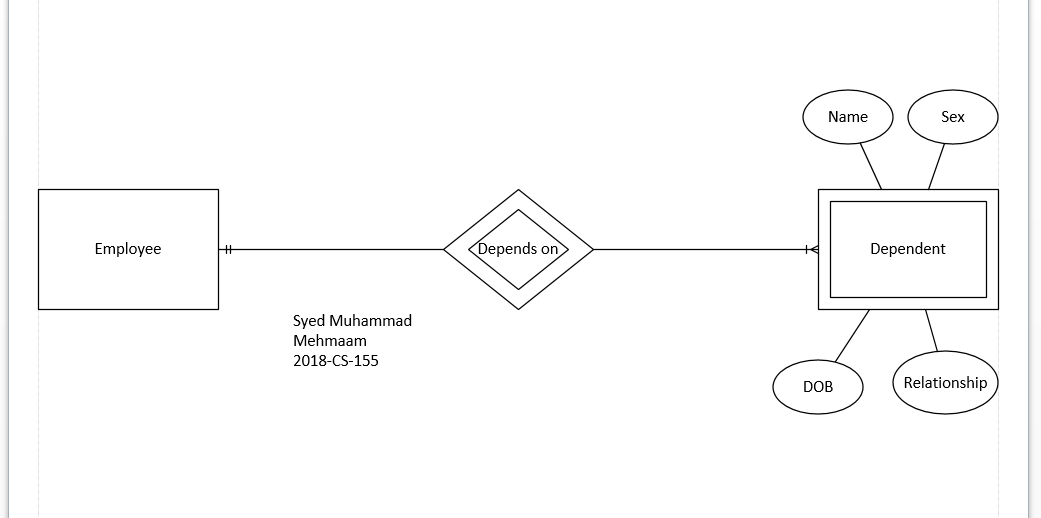 Name
Sex
Employee
Depends on
Dependent
Syed Muhammad
Mehmaam
2018-CS-155
DOB
Relationship